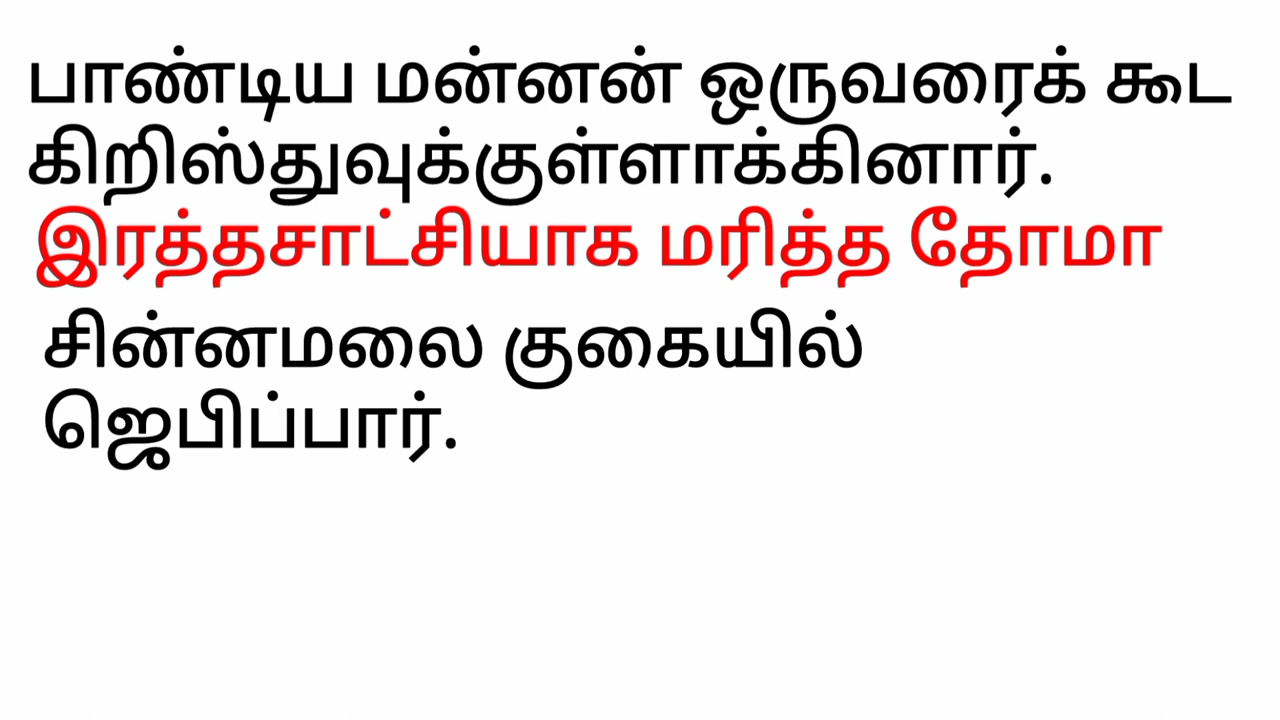 பாண்டிய மன்னன் ஒருவரைக் கூட
கிறிஸ்துவுக்குள்ளாக்கினார்.
இரத்தசாட்சியாக மரித்த தோமா
சின்னமலை குகையில்
ஜெபிப்பார்.